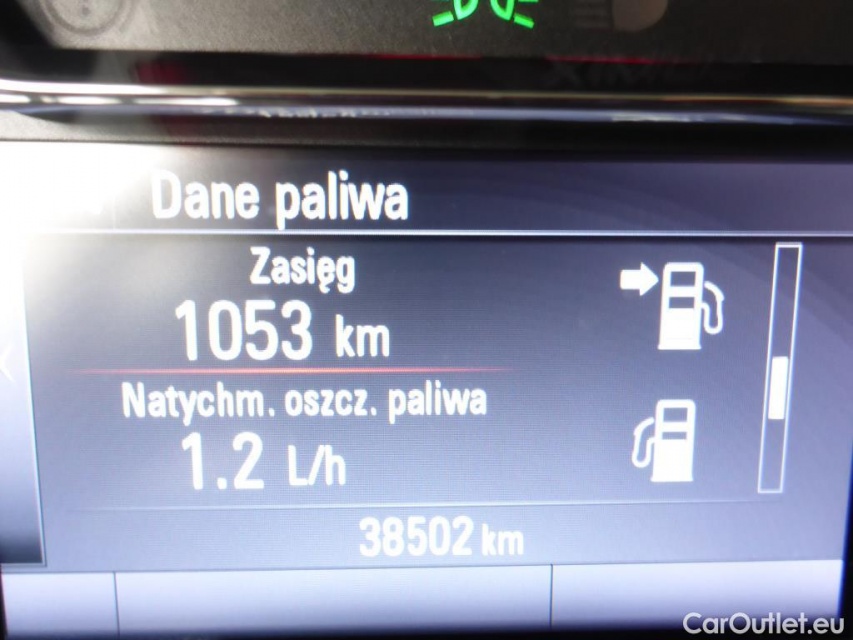 Dane paliwa
Zasięg
1053 km
Natychm. oszcz. paliwa
1.2 L/h
38502 km
CarOutlet.eu